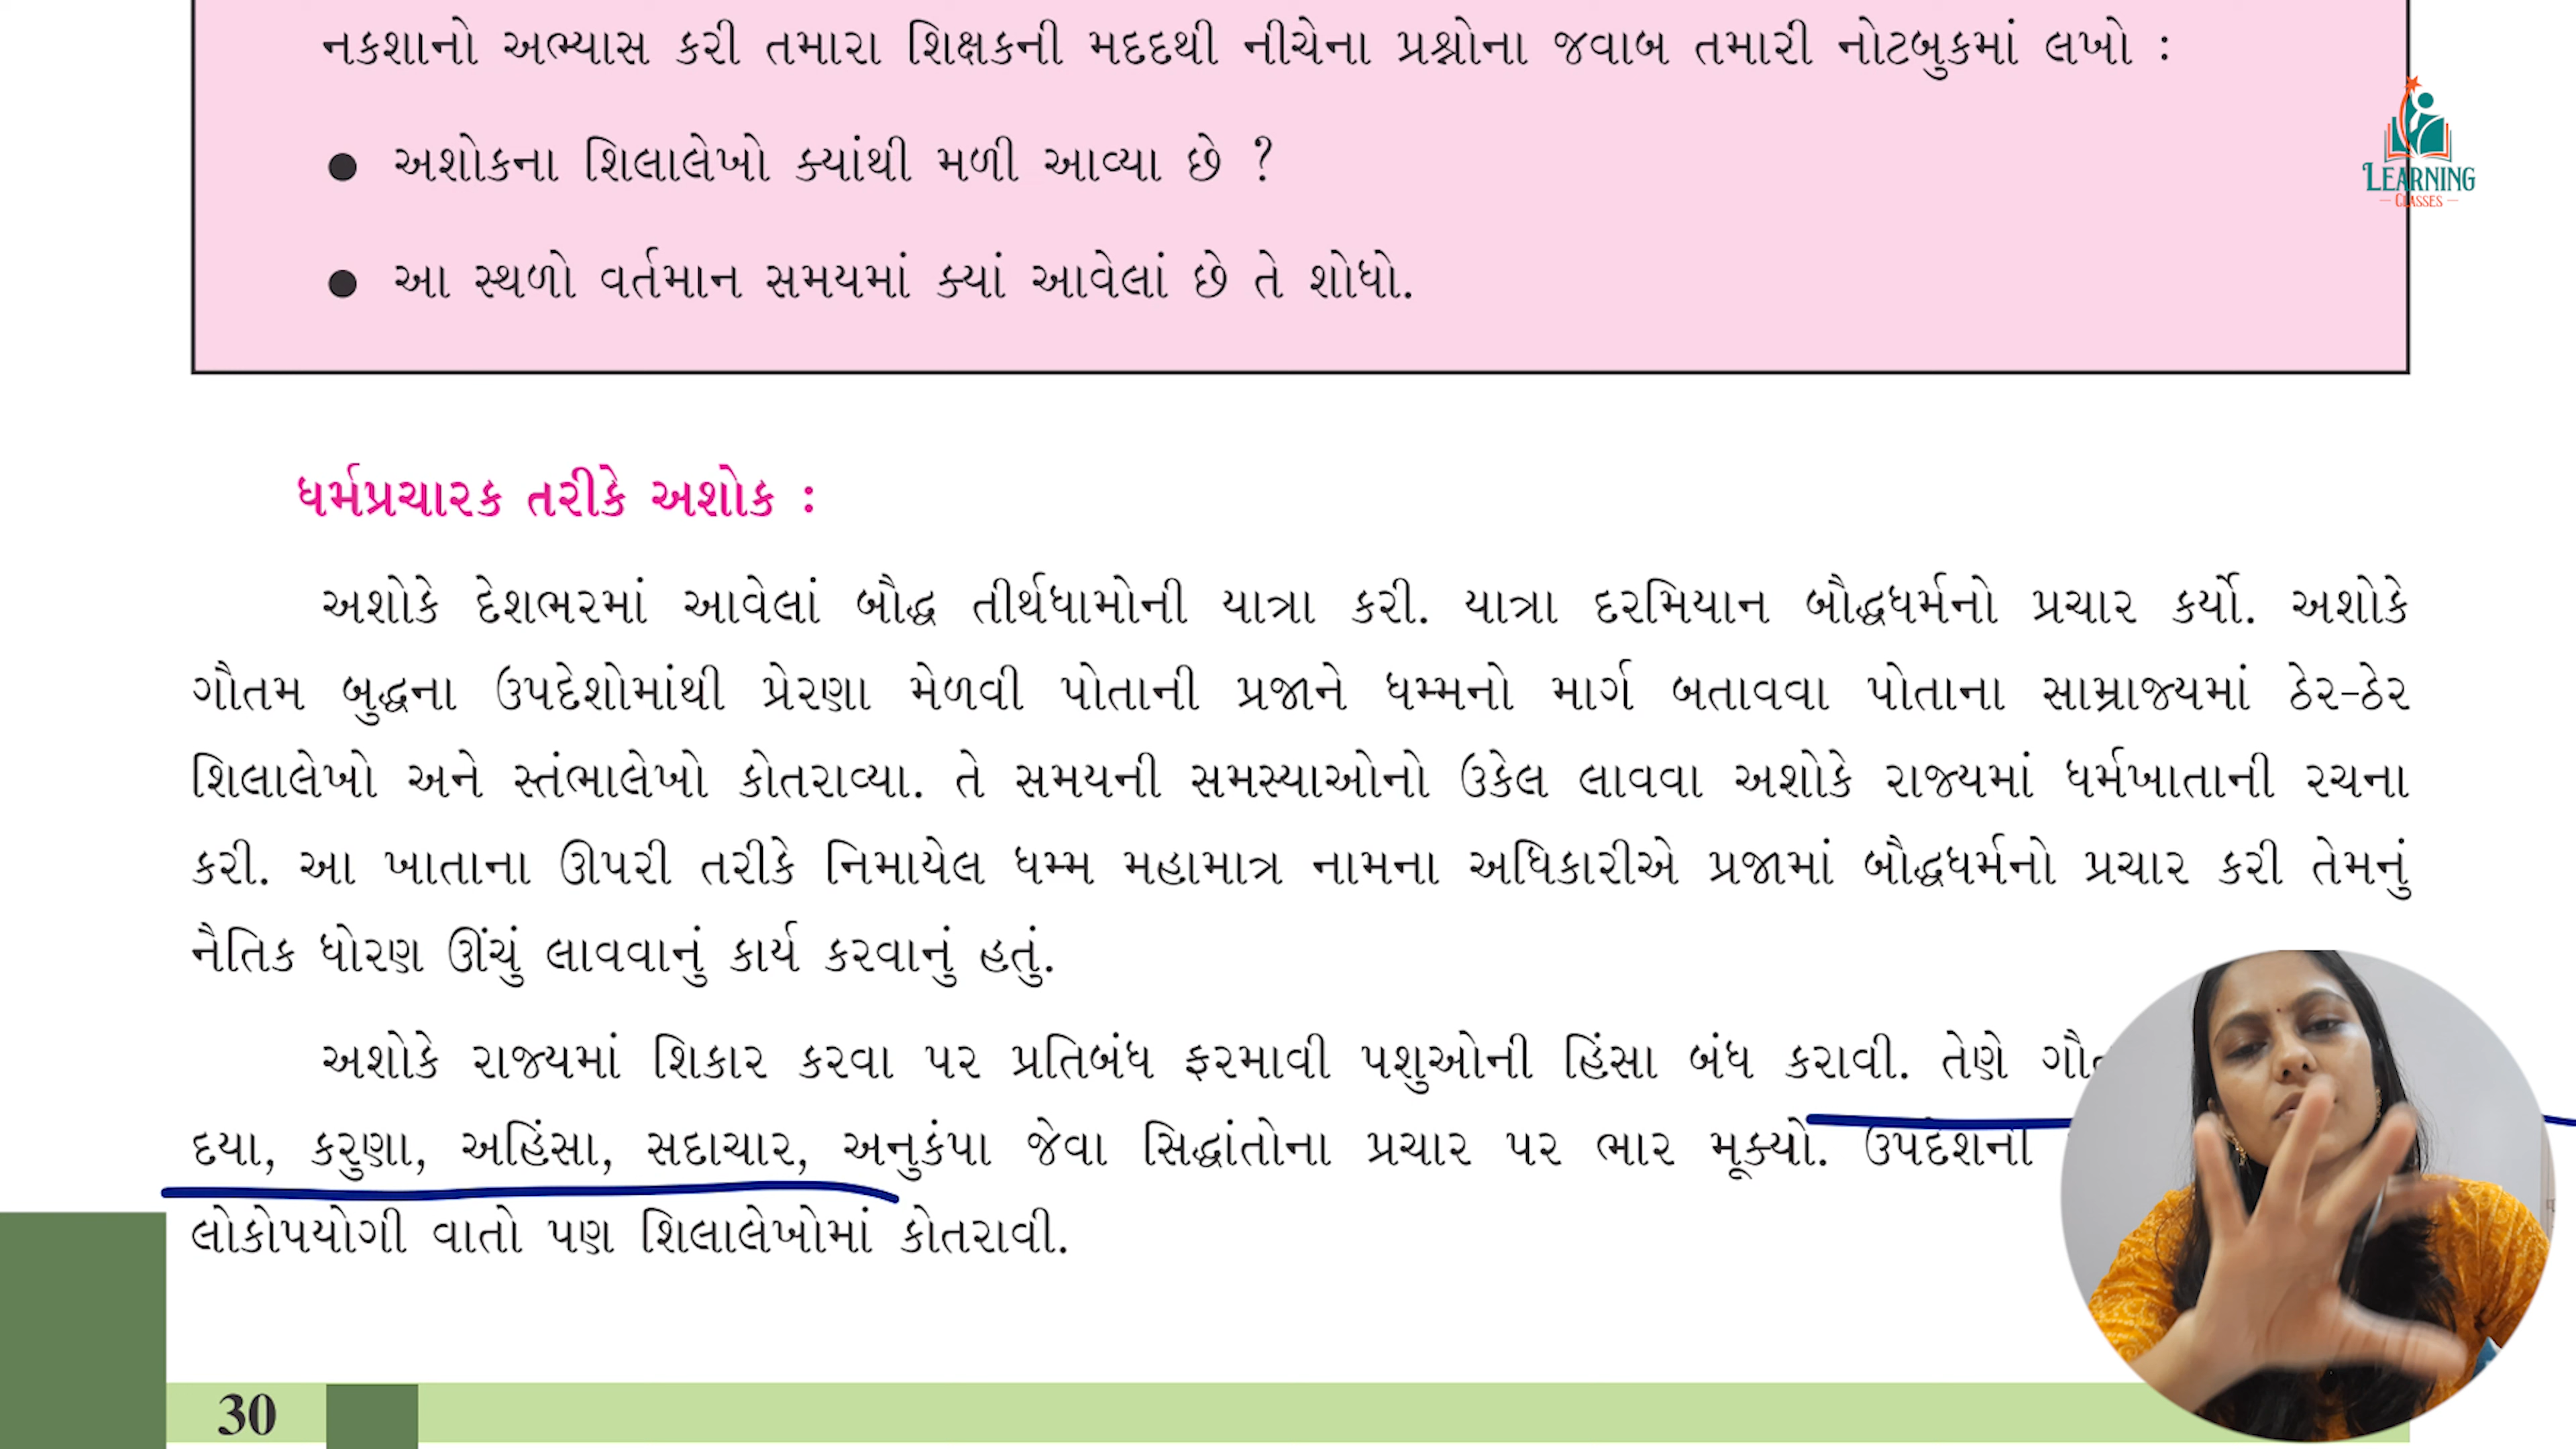 નકશાનો અભ્યાસ કરી તમારા શિક્ષકની મદદથી નીચેના પ્રશ્નોના જવાબ તમારી નોટબુકમાં લખો :
● અશોકના શિલાલેખો ક્યાંથી મળી આવ્યા છે ?
● આ સ્થળો વર્તમાન સમયમાં ક્યાં આવેલાં છે તે શોધો.
LEARNING
CLASSES
ધર્મપ્રચારક તરીકે અશોક :
અશોકે દેશભરમાં આવેલાં બૌદ્ધ તીર્થધામોની યાત્રા કરી. યાત્રા દરમિયાન બૌદ્ધધર્મનો પ્રચાર કર્યો. અશોકે
ગૌતમ બુદ્ધના ઉપદેશોમાંથી પ્રેરણા મેળવી પોતાની પ્રજાને ધમ્મનો માર્ગ બતાવવા પોતાના સામ્રાજ્યમાં ઠેર-ઠેર
શિલાલેખો અને સ્તંભાલેખો કોતરાવ્યા. તે સમયની સમસ્યાઓનો ઉકેલ લાવવા અશોકે રાજ્યમાં ધર્મખાતાની રચના
કરી. આ ખાતાના ઊપરી તરીકે નિમાયેલ ધમ્મ મહામાત્ર નામના અધિકારીએ પ્રજામાં બૌદ્ધધર્મનો પ્રચાર કરી તેમનું
નૈતિક ધોરણ ઊંચું લાવવાનું કાર્ય કરવાનું હતું.
અશોકે રાજ્યમાં શિકાર કરવા પર પ્રતિબંધ ફરમાવી પશુઓની હિંસા બંધ કરાવી. તેણે
દયા, કરુણા, અહિંસા, સદાચાર, અનુકંપા જેવા સિદ્ધાંતોના પ્રચાર પર ભાર મૂક્યો. ઉપદેશની
લોકોપયોગી વાતો પણ શિલાલેખોમાં કોતરાવી.
30